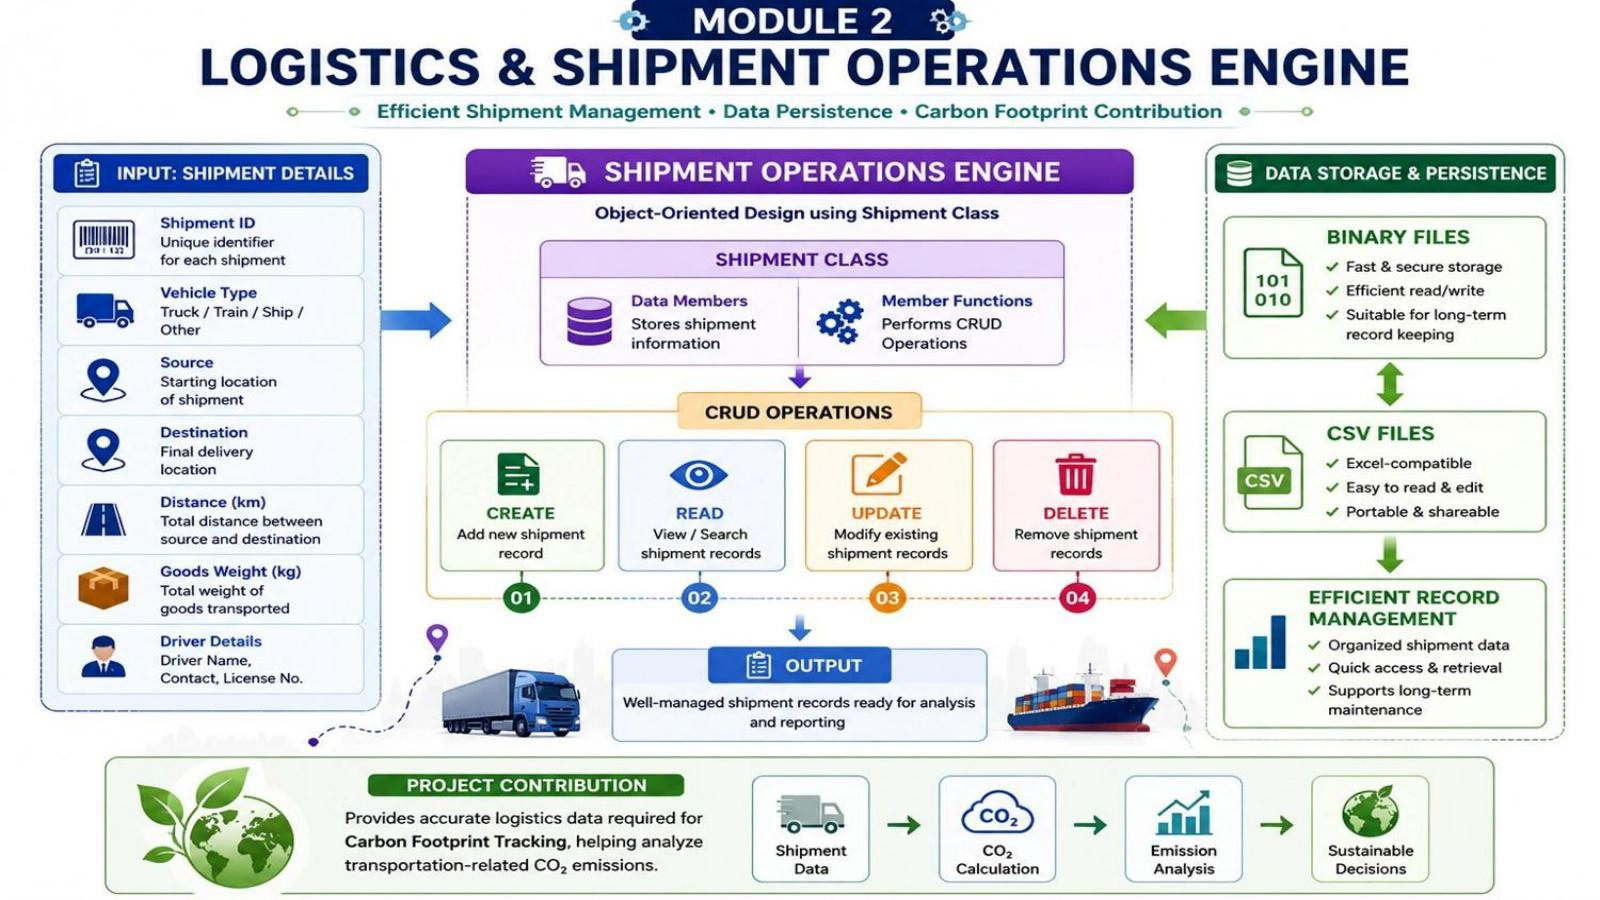 MODULE 2
LOGISTICS & SHIPMENT OPERATIONS ENGINE
Efficient Shipment Management • Data Persistence • Carbon Footprint Contribution
INPUT: SHIPMENT DETAILS
Shipment ID
Unique identifier
for each shipment
Vehicle Type
Truck / Train / Ship /
Other
Source
Starting location
of shipment
Destination
Final delivery
location
Distance (km)
Total distance between
source and destination
Goods Weight (kg)
Total weight of
goods transported
Driver Details
Driver Name,
Contact, License No.
SHIPMENT OPERATIONS ENGINE
Object-Oriented Design using Shipment Class
SHIPMENT CLASS
Data Members
Stores shipment
information
Member Functions
Performs CRUD
Operations
CRUD OPERATIONS
CREATE
Add new shipment
record
01
READ
View / Search
shipment records
02
UPDATE
Modify existing
shipment records
03
DELETE
Remove shipment
records
04
OUTPUT
Well-managed shipment records ready for analysis
and reporting
DATA STORAGE & PERSISTENCE
101
010
BINARY FILES
✓ Fast & secure storage
✓ Efficient read/write
✓ Suitable for long-term
record keeping
CSV
CSV FILES
✓ Excel-compatible
✓ Easy to read & edit
✓ Portable & shareable
EFFICIENT RECORD
MANAGEMENT
✓ Organized shipment data
✓ Quick access & retrieval
✓ Supports long-term
maintenance
PROJECT CONTRIBUTION
Provides accurate logistics data required for
Carbon Footprint Tracking, helping analyze
transportation-related CO₂ emissions.
Shipment
Data
CO₂
CO₂
Calculation
Emission
Analysis
Sustainable
Decisions